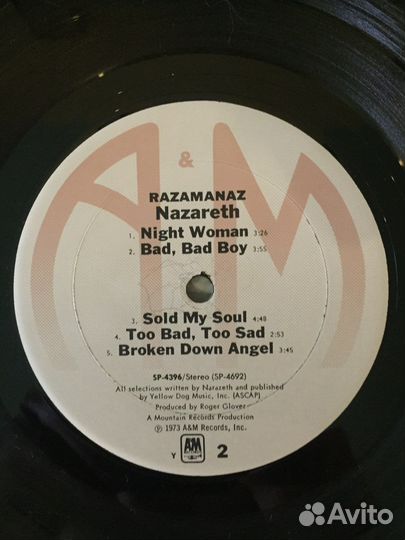 A&M
RAZAMANAZ
Nazareth
1. Night Woman 3:26
2. Bad, Bad Boy 3:55
3. Sold My Soul 4:48
4. Too Bad, Too Sad 2:53
5. Broken Down Angel 3:45
SP-4396/Stereo (SP-4692)
All selections written by Narazeth and published
by Yellow Dog Music, Inc. (ASCAP)
Produced by Roger Glover
A Mountain Records Production
℗ 1973 A&M Records, Inc.
Y A&M 2
Avito